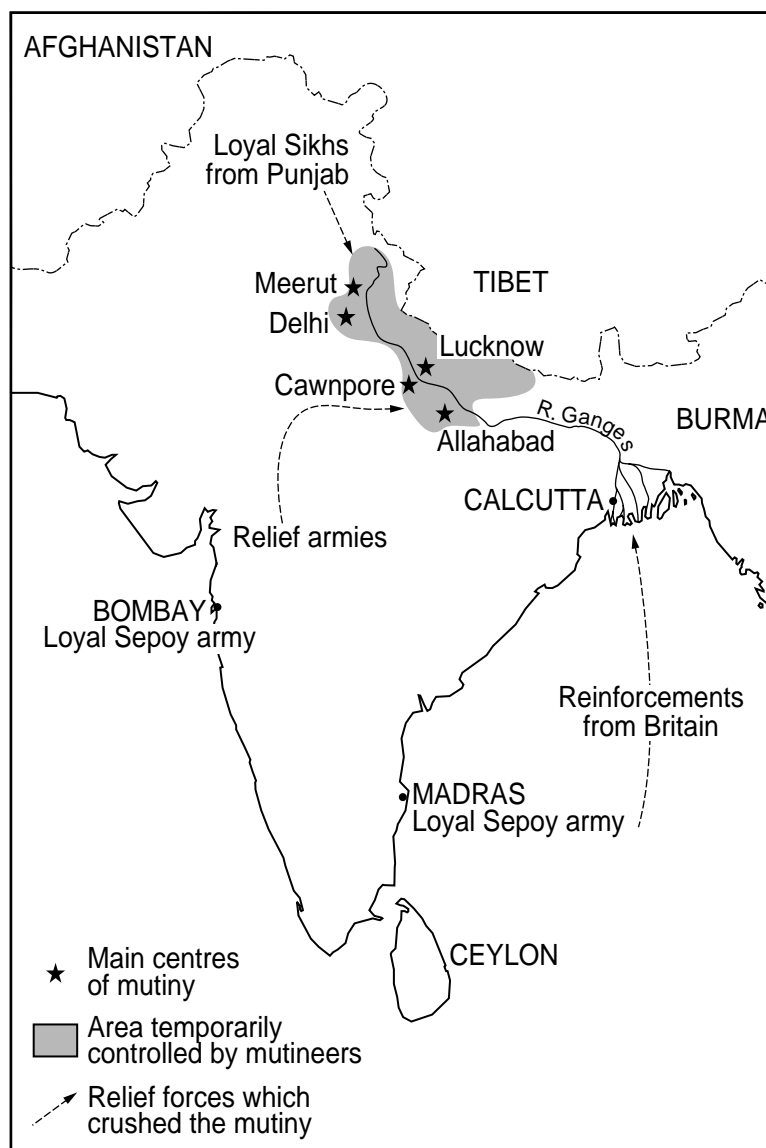 AFGHANISTAN
Loyal Sikhs
from Punjab
Meerut
TIBET
Delhi
Lucknow
Cawnpore
R. Ganges
BURMA
Allahabad
CALCUTTA
Relief armies
BOMBAY
Loyal Sepoy army
Reinforcements
from Britain
MADRAS
Loyal Sepoy army
CEYLON
Main centres
of mutiny
Area temporarily
controlled by mutineers
Relief forces which
crushed the mutiny